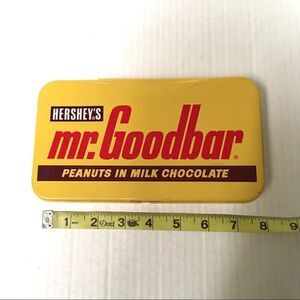 HERSHEY'S
mr.Goodbar®
PEANUTS IN MILK CHOCOLATE
1 2 3 4 5 6 7 8 9